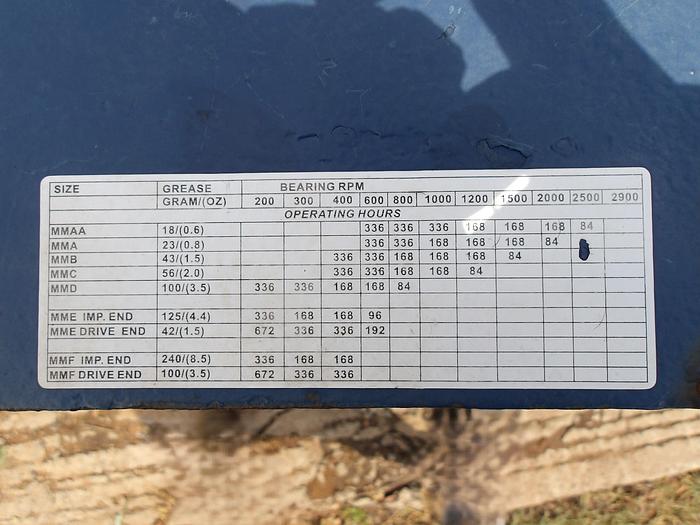 SIZE GREASE BEARING RPM
GRAM/(OZ) 200 300 400 600 800 1000 1200 1500 2000 2500 2900
OPERATING HOURS
MMAA 18/(0.6) 336 336 336 168 168 168 84
MMA 23/(0.8) 336 336 168 168 168 84
MMB 43/(1.5) 336 336 168 168 168 84
MMC 56/(2.0) 336 336 168 168 84
MMD 100/(3.5) 336 336 168 168 84
MME IMP. END 125/(4.4) 336 168 168 96
MME DRIVE END 42/(1.5) 672 336 336 192
MMF IMP. END 240/(8.5) 336 168 168
MMF DRIVE END 100/(3.5) 672 336 336